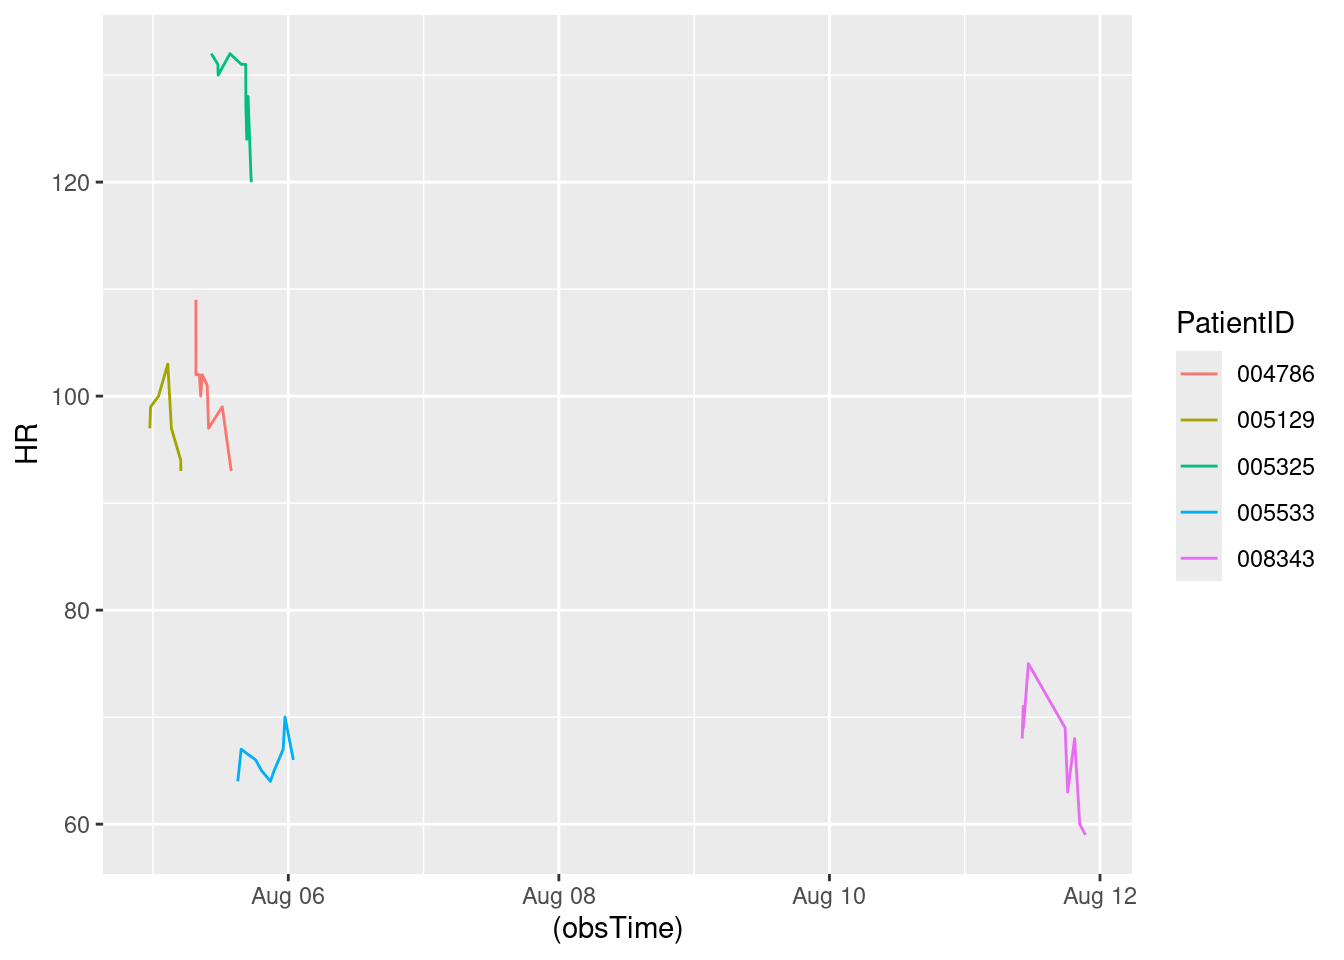 120
100
80
60
HR
Aug 06
Aug 08
Aug 10
Aug 12
(obsTime)
PatientID
004786
005129
005325
005533
008343